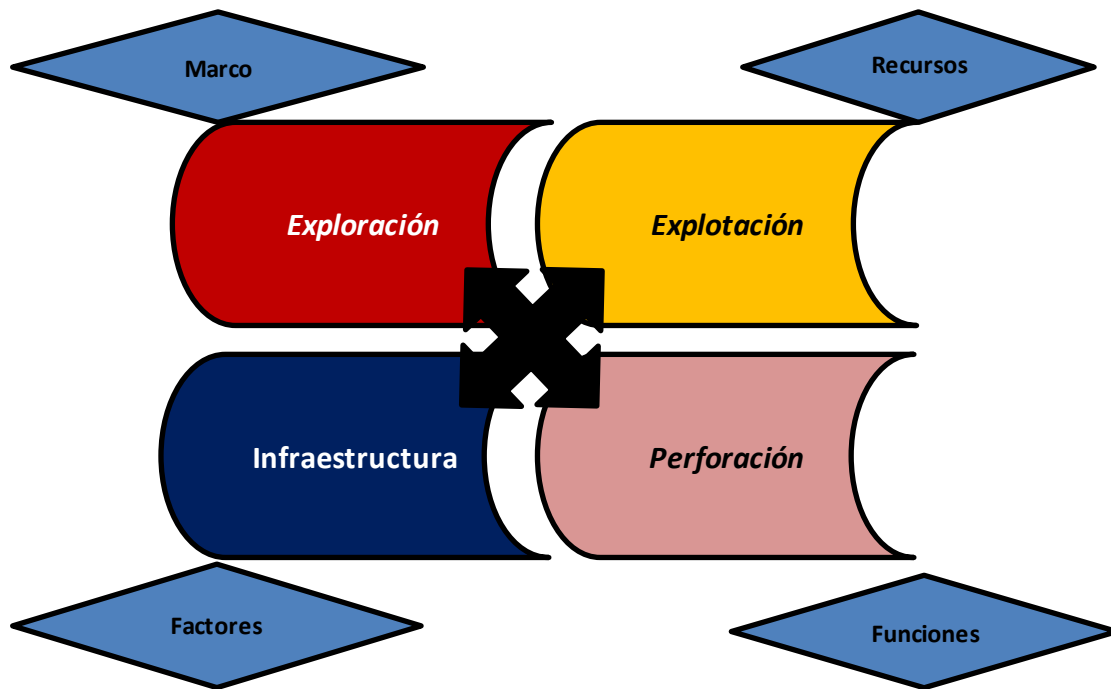 Marco
Recursos
Exploración
Explotación
Infraestructura
Perforación
Factores
Funciones